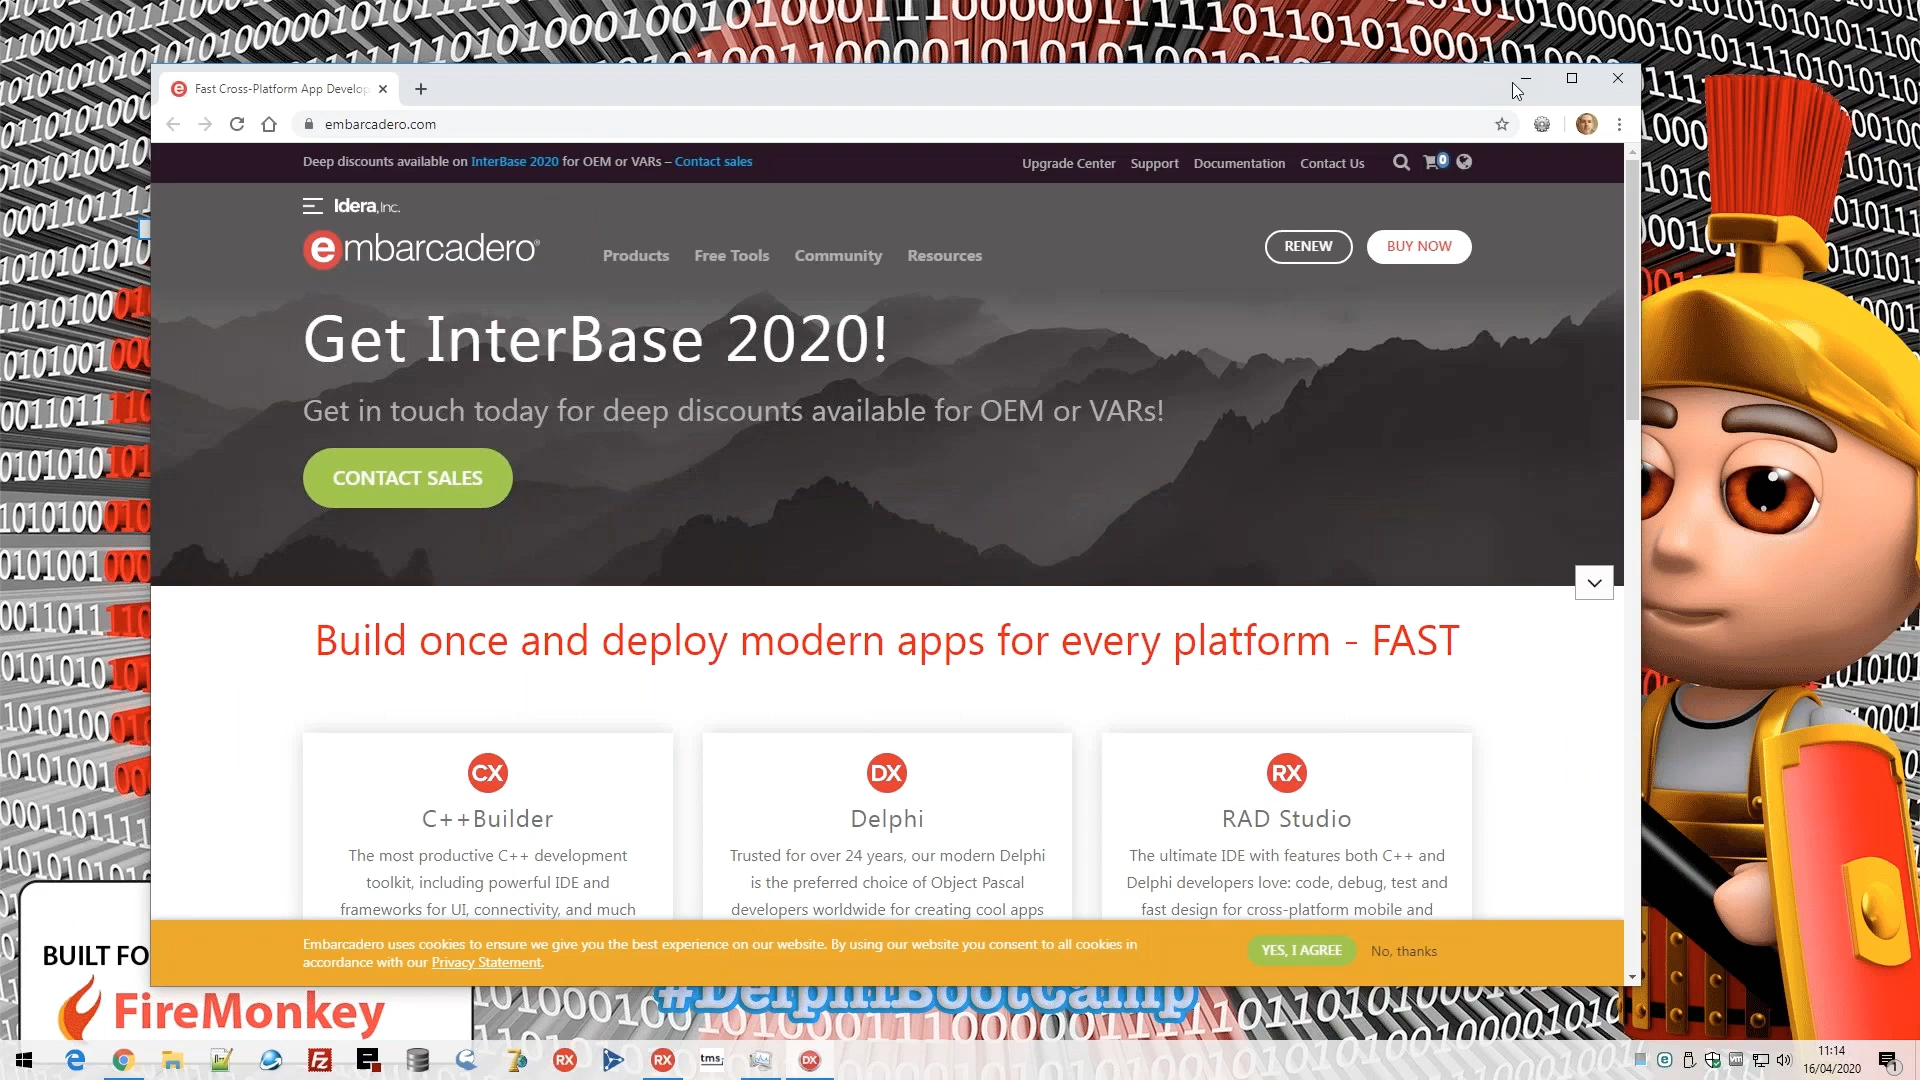 Fast Cross-Platform App Develop
embarcadero.com
Deep discounts available on InterBase 2020 for OEM or VARs – Contact sales
Upgrade Center Support Documentation Contact Us 0
Idera, Inc.
embarcadero®
Products Free Tools Community Resources
RENEW BUY NOW
Get InterBase 2020!
Get in touch today for deep discounts available for OEM or VARs!
CONTACT SALES
Build once and deploy modern apps for every platform - FAST
CX
C++Builder
The most productive C++ development
toolkit, including powerful IDE and
frameworks for UI, connectivity, and much
DX
Delphi
Trusted for over 24 years, our modern Delphi
is the preferred choice of Object Pascal
developers worldwide for creating cool apps
RX
RAD Studio
The ultimate IDE with features both C++ and
Delphi developers love: code, debug, test and
fast design for cross-platform mobile and
Embarcadero uses cookies to ensure we give you the best experience on our website. By using our website you consent to all cookies in
accordance with our Privacy Statement.
YES, I AGREE No, thanks
BUILT FO
FireMonkey
#DelphiBootCamp
RX RX tms DX
11:14
16/04/2020
1